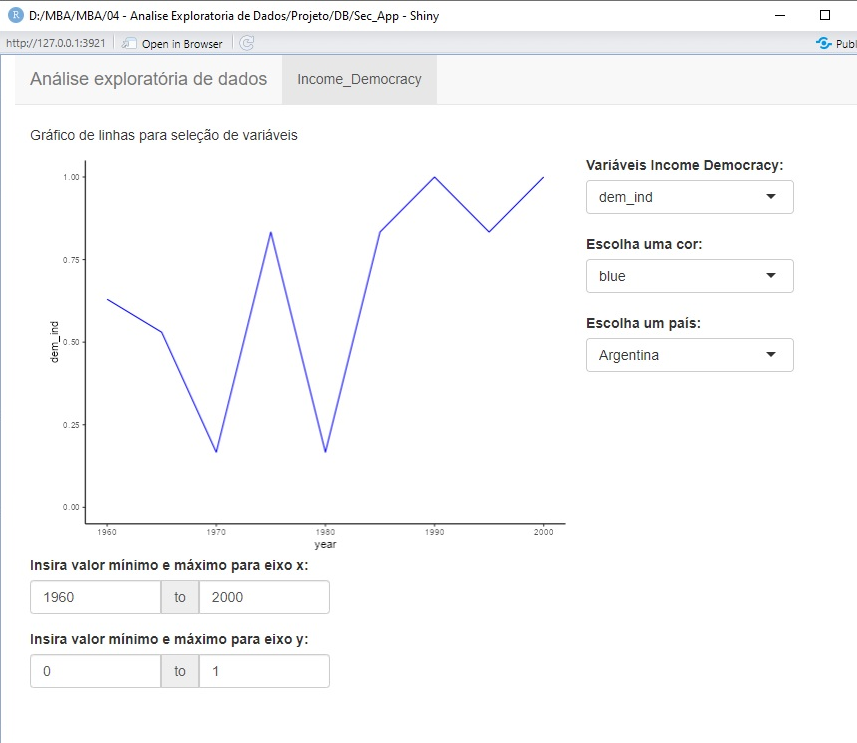 D:/MBA/MBA/04 - Analise Exploratoria de Dados/Projeto/DB/Sec_App - Shiny
http://127.0.0.1:3921 Open in Browser Publ
Análise exploratória de dados Income_Democracy
Gráfico de linhas para seleção de variáveis
1.00
0.75
0.50
0.25
0.00
dem_ind
1960 1970 1980 1990 2000
year
Variáveis Income Democracy:
dem_ind
Escolha uma cor:
blue
Escolha um país:
Argentina
Insira valor mínimo e máximo para eixo x:
1960 to 2000
Insira valor mínimo e máximo para eixo y:
0 to 1